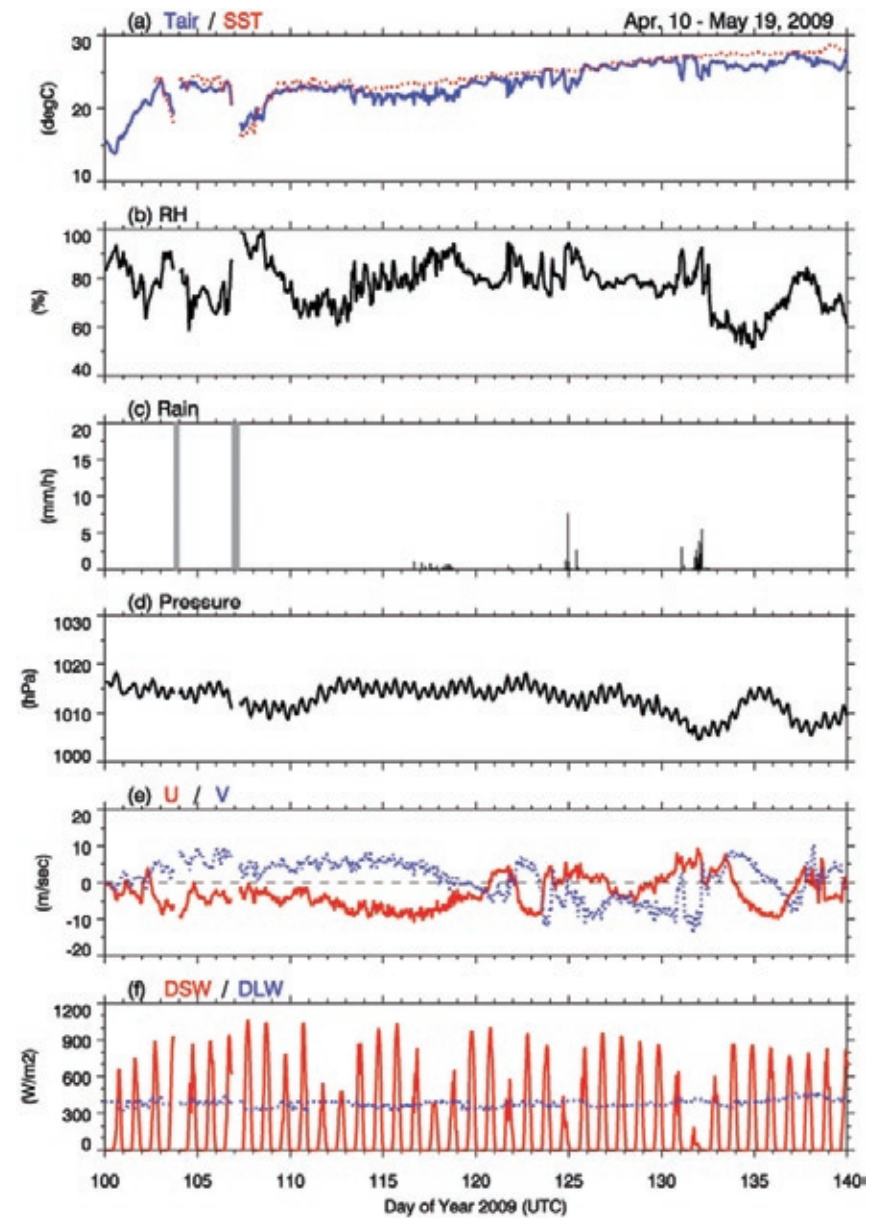 (a) Tair / SST Apr. 10 - May 19, 2009
30
20
10
(degC)
(b) RH
100
80
60
40
(%)
(c) Rain
20
15
10
5
0
(mm/h)
(d) Pressure
1030
1020
1010
1000
(hPa)
(e) U / V
20
10
0
-10
-20
(m/sec)
(f) DSW / DLW
1200
900
600
300
0
(W/m2)
100 105 110 115 120 125 130 135 140
Day of Year 2009 (UTC)